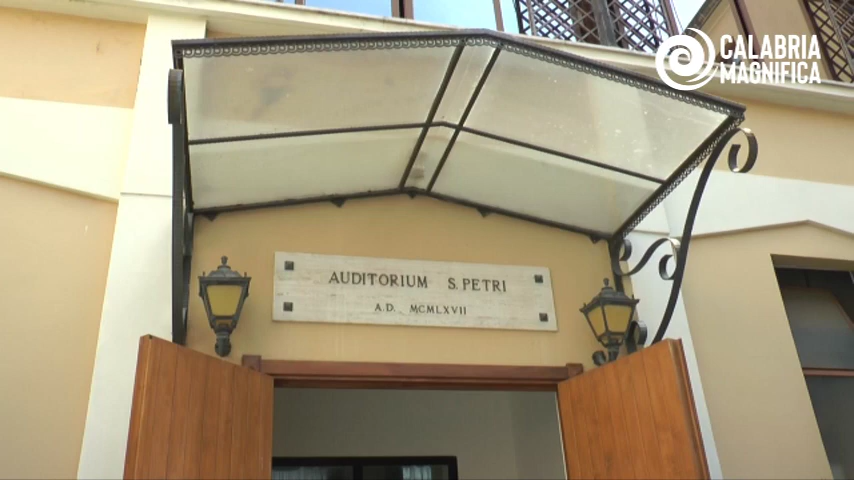 CALABRIA
MAGNIFICA
AUDITORIUM S. PETRI
A.D. MCMLXVII